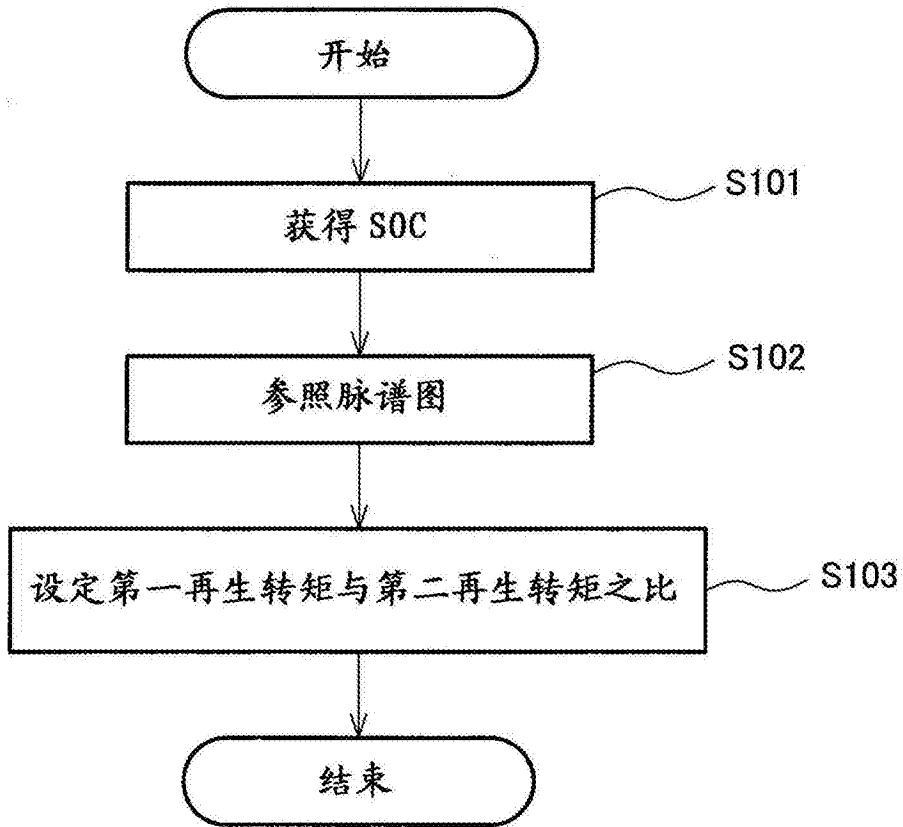 开始
获得 SOC
S101
参照脉谱图
S102
设定第一再生转矩与第二再生转矩之比
S103
结束